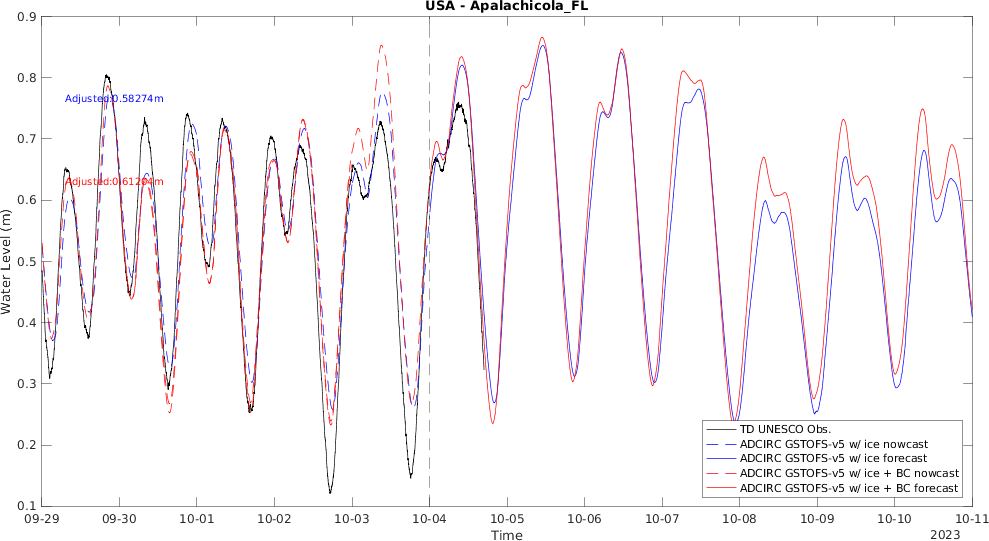 USA - Apalachicola_FL
0.9
0.8
0.7
0.6
0.5
0.4
0.3
0.2
0.1
Water Level (m)
Adjusted:0.58274m
Adjusted:0.61204m
TD UNESCO Obs.
ADCIRC GSTOFS-v5 w/ ice nowcast
ADCIRC GSTOFS-v5 w/ ice forecast
ADCIRC GSTOFS-v5 w/ ice + BC nowcast
ADCIRC GSTOFS-v5 w/ ice + BC forecast
09-29 09-30 10-01 10-02 10-03 10-04 10-05 10-06 10-07 10-08 10-09 10-10 10-11
Time
2023